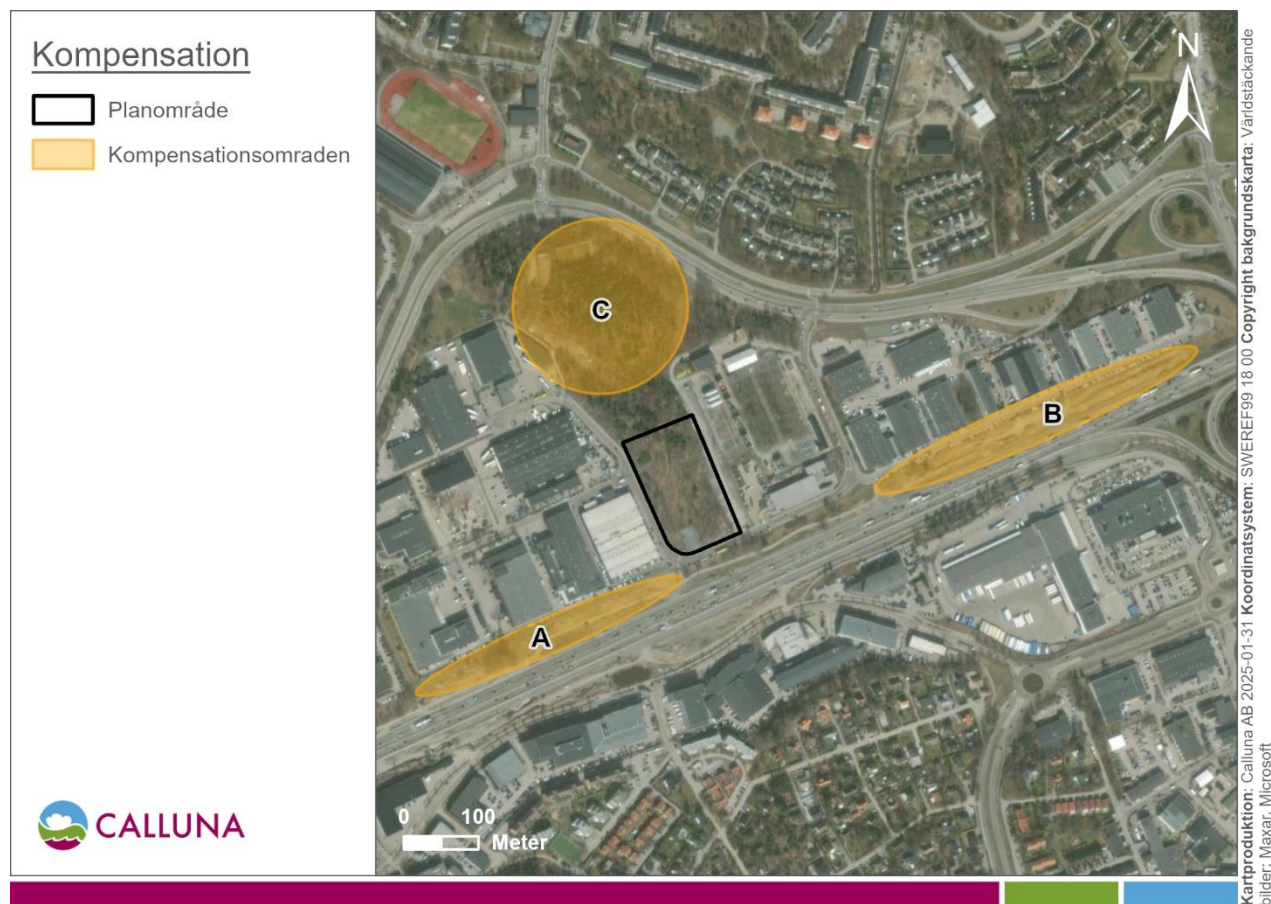 Kompensation
Planområde
Kompensationsomraden
N
C
B
A
0 100
Meter
CALLUNA
Kartproduktion: Calluna AB 2025-01-31 Koordinatsystem: SWEREF99 18 00 Copyright bakgrundskarta: Världstäckande
bilder: Maxar, Microsoft